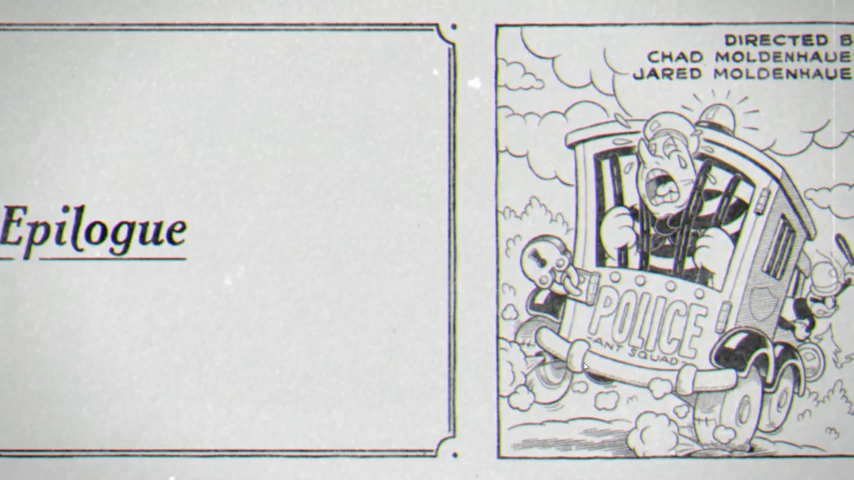 Epilogue
DIRECTED B
CHAD MOLDENHAUE
JARED MOLDENHAUE
POLICE
ANT SQUAD